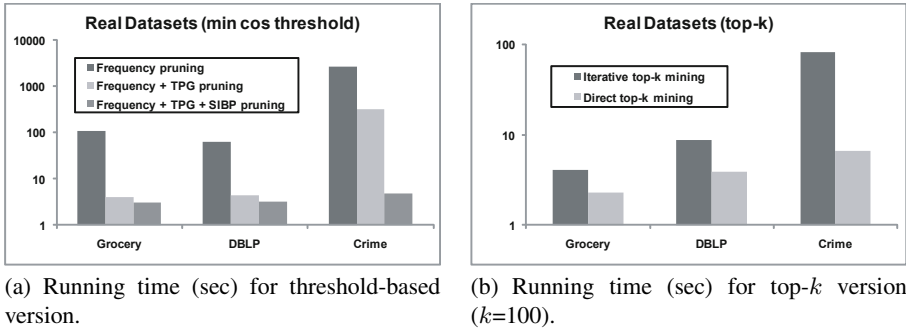 Real Datasets (min cos threshold)
10000
1000
100
10
1
Frequency pruning
Frequency + TPG pruning
Frequency + TPG + SIBP pruning
Grocery DBLP Crime
(a) Running time (sec) for threshold-based
version.
Real Datasets (top-k)
100
10
1
Iterative top-k mining
Direct top-k mining
Grocery DBLP Crime
(b) Running time (sec) for top-k version
(k=100).